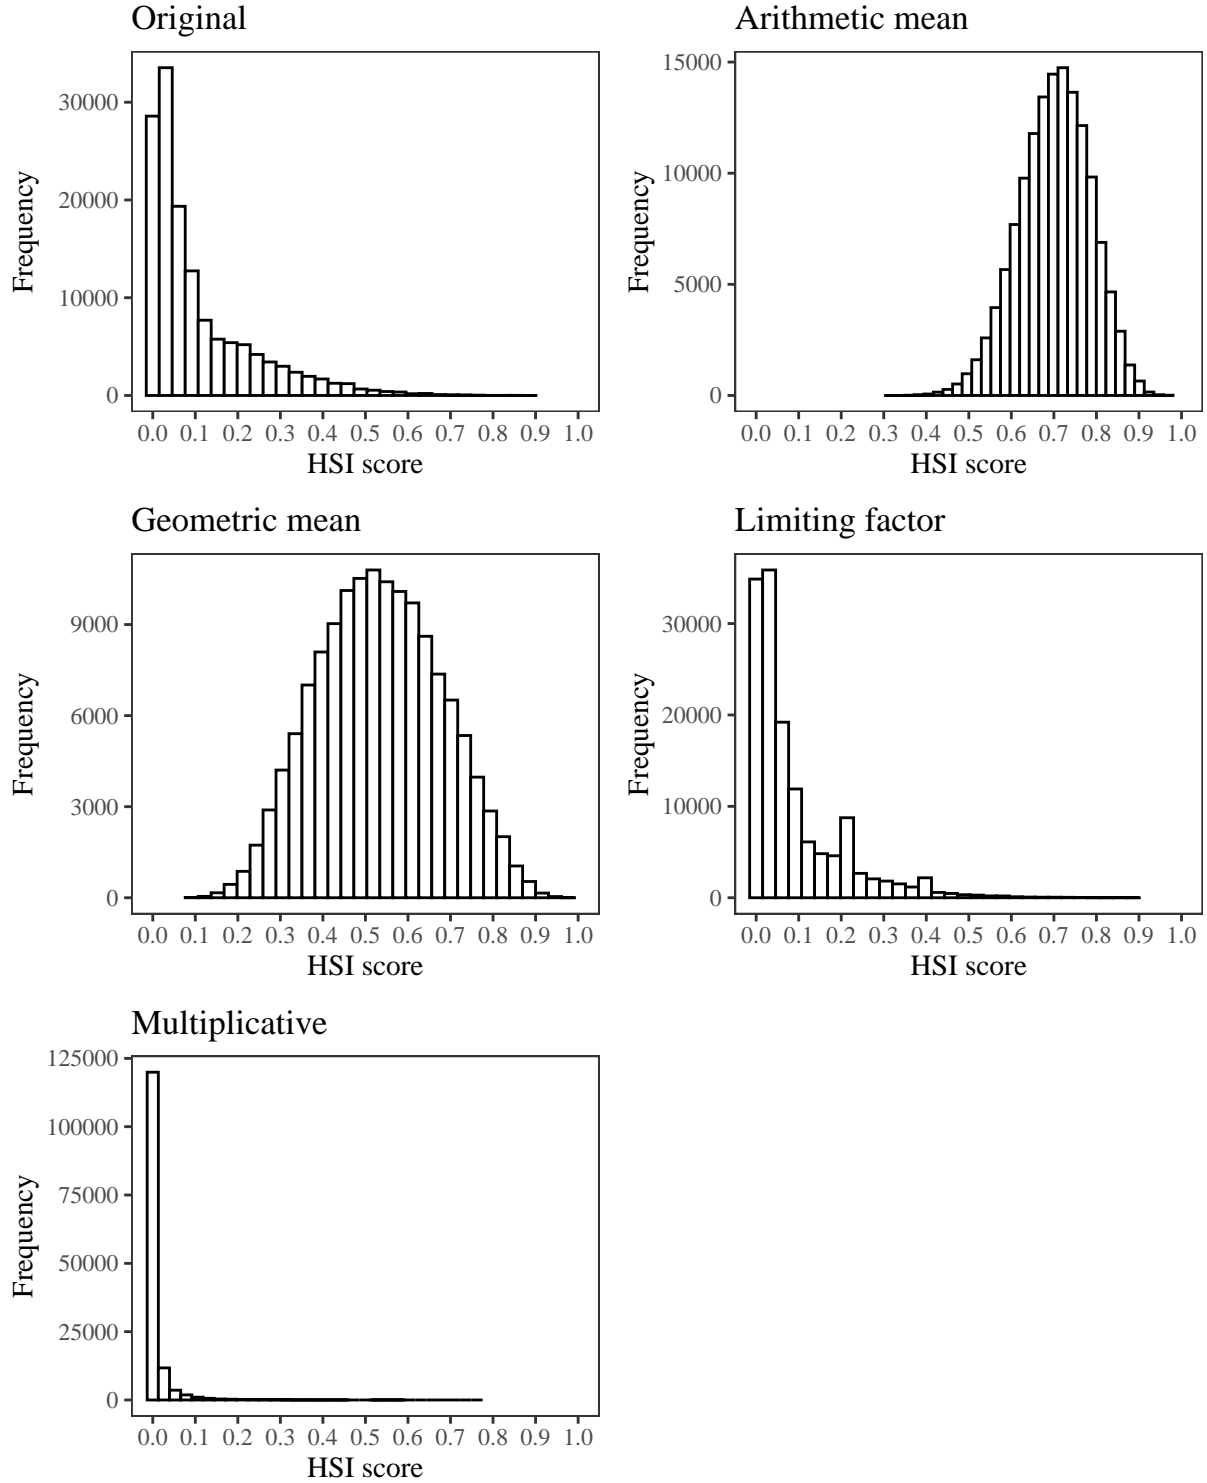 Original
Frequency
30000
20000
10000
0
0.0 0.1 0.2 0.3 0.4 0.5 0.6 0.7 0.8 0.9 1.0
HSI score
Arithmetic mean
Frequency
15000
10000
5000
0
0.0 0.1 0.2 0.3 0.4 0.5 0.6 0.7 0.8 0.9 1.0
HSI score
Geometric mean
Frequency
9000
6000
3000
0
0.0 0.1 0.2 0.3 0.4 0.5 0.6 0.7 0.8 0.9 1.0
HSI score
Limiting factor
Frequency
30000
20000
10000
0
0.0 0.1 0.2 0.3 0.4 0.5 0.6 0.7 0.8 0.9 1.0
HSI score
Multiplicative
Frequency
125000
100000
75000
50000
25000
0
0.0 0.1 0.2 0.3 0.4 0.5 0.6 0.7 0.8 0.9 1.0
HSI score